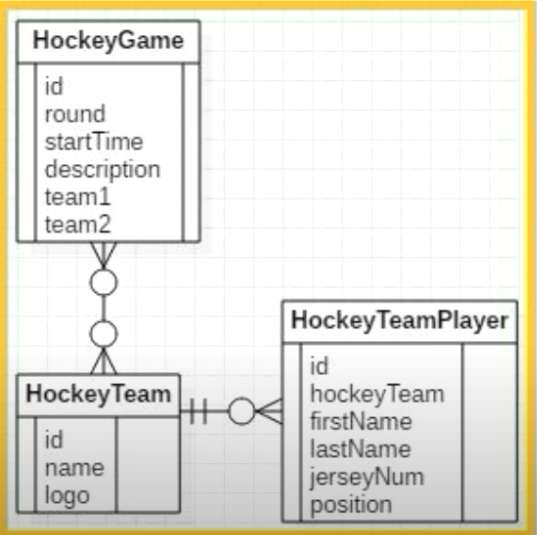 HockeyGame
id
round
startTime
description
team1
team2
HockeyTeam
id
name
logo
HockeyTeamPlayer
id
hockeyTeam
firstName
lastName
jerseyNum
position